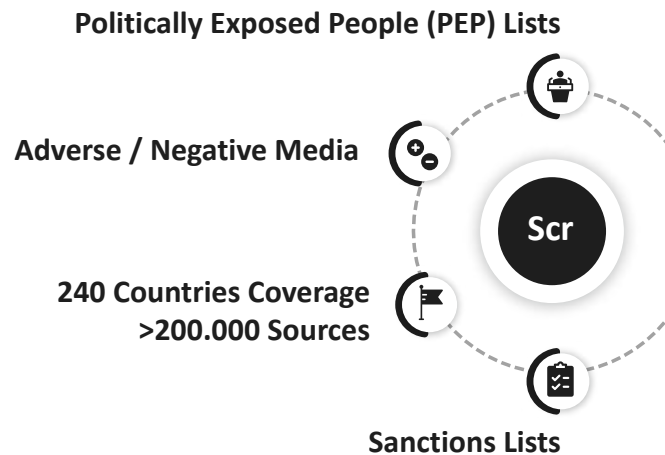 Politically Exposed People (PEP) Lists
Adverse / Negative Media
Scr
240 Countries Coverage
>200.000 Sources
Sanctions Lists